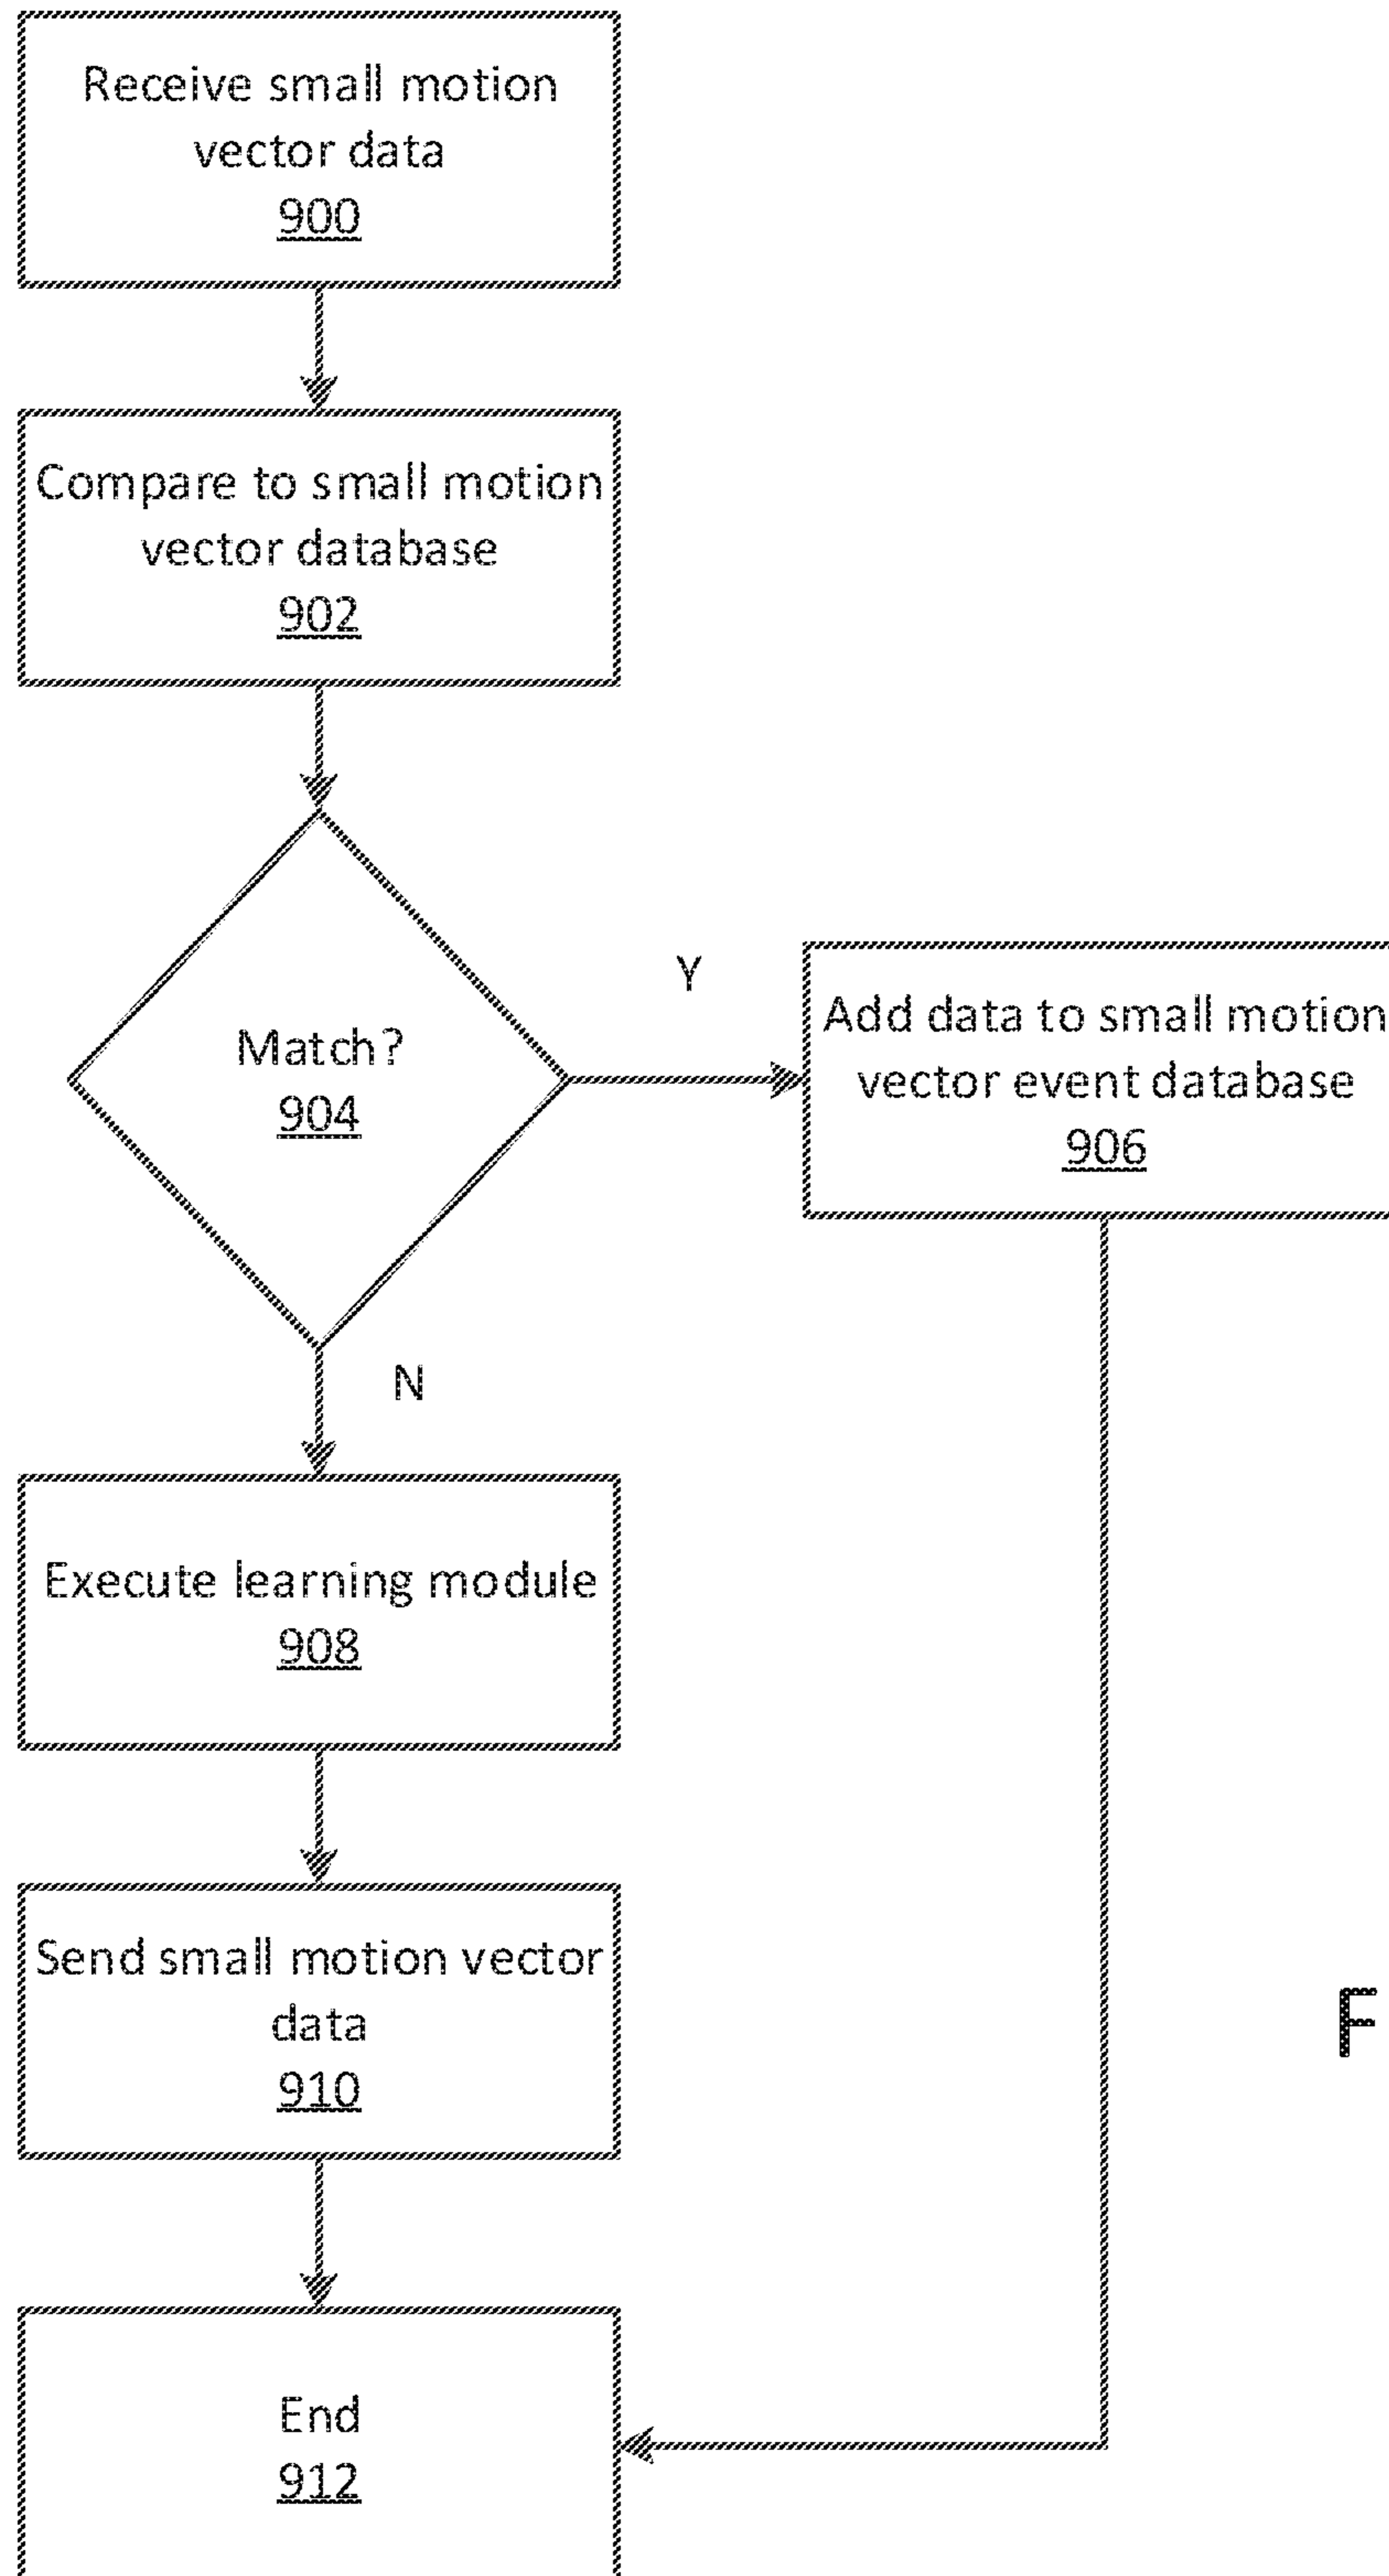 Receive small motion
vector data
900
Compare to small motion
vector database
902
Match?
904
Y
Add data to small motion
vector event database
906
N
Execute learning module
908
Send small motion vector
data
910
F
End
912